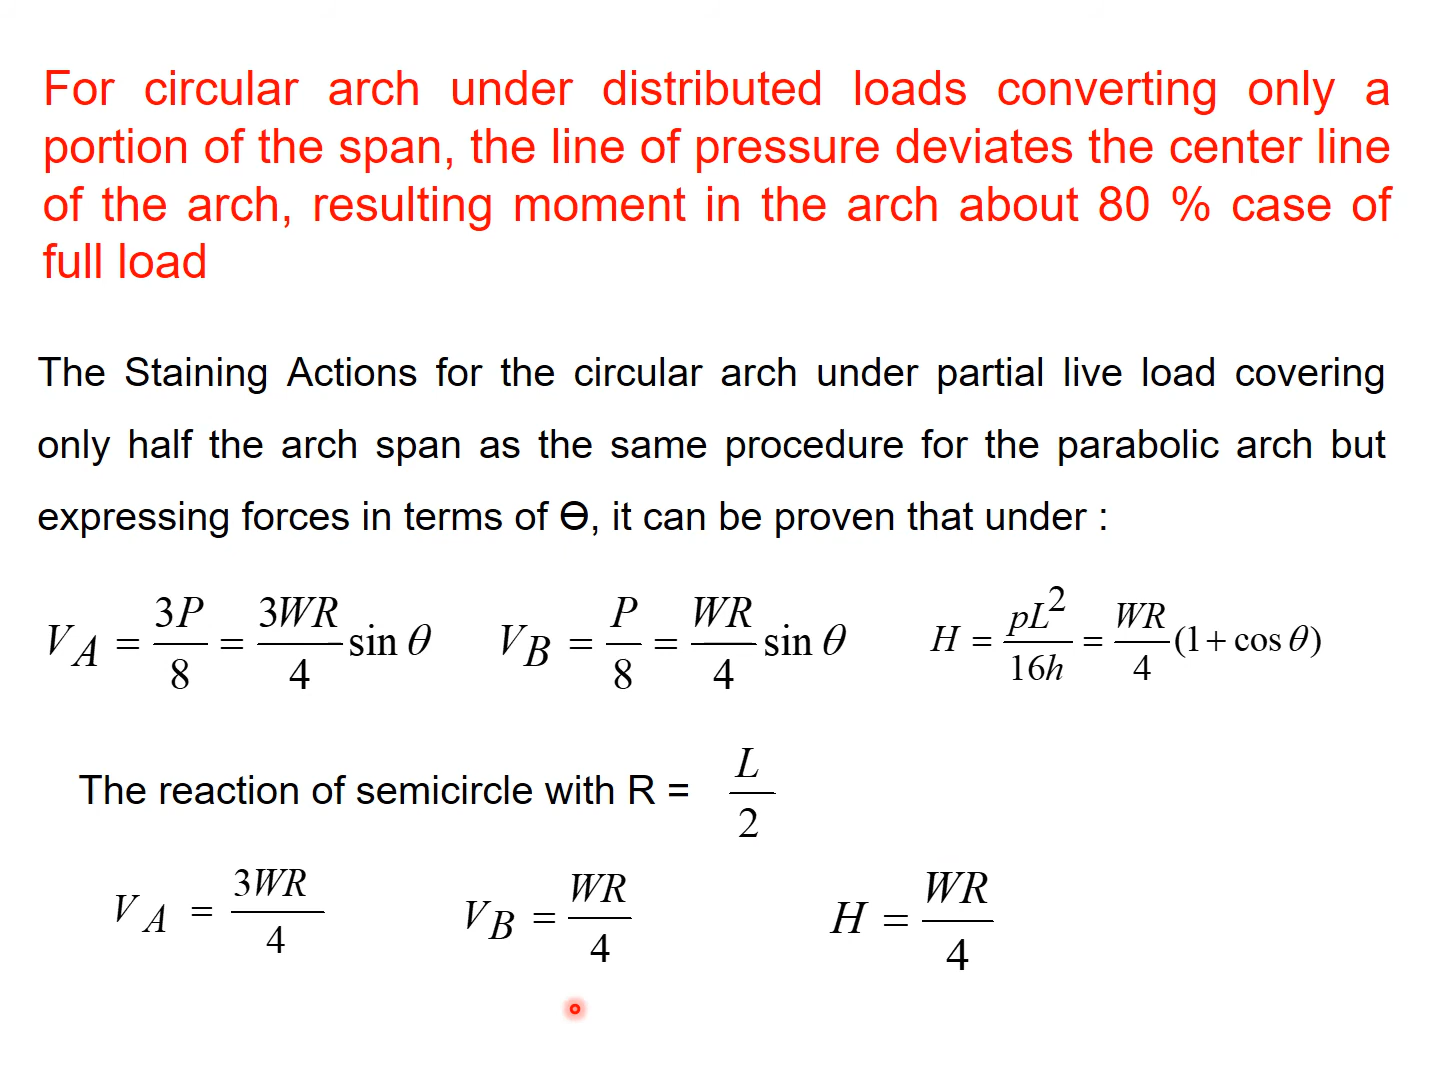 For circular arch under distributed loads converting only a
portion of the span, the line of pressure deviates the center line
of the arch, resulting moment in the arch about 80 % case of
full load
The Staining Actions for the circular arch under partial live load covering
only half the arch span as the same procedure for the parabolic arch but
expressing forces in terms of Ɵ, it can be proven that under :
V_A = 3P/8 = 3WR/4 sin θ    V_B = P/8 = WR/4 sin θ    H = pL²/16h = WR/4 (1 + cos θ)
The reaction of semicircle with R = L/2
V_A = 3WR/4    V_B = WR/4    H = WR/4